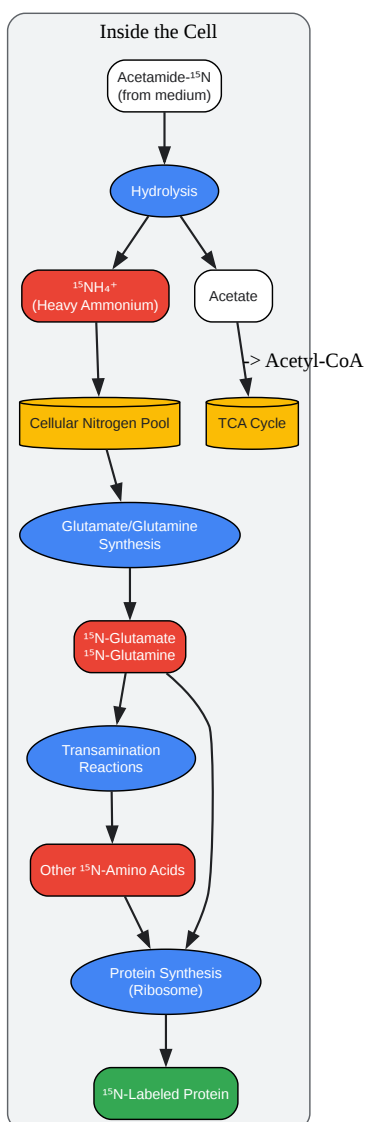 Inside the Cell
Acetamide-¹⁵N
(from medium)
Hydrolysis
¹⁵NH₄⁺
(Heavy Ammonium)
Acetate
-> Acetyl-CoA
Cellular Nitrogen Pool
TCA Cycle
Glutamate/Glutamine
Synthesis
¹⁵N-Glutamate
¹⁵N-Glutamine
Transamination
Reactions
Other ¹⁵N-Amino Acids
Protein Synthesis
(Ribosome)
¹⁵N-Labeled Protein